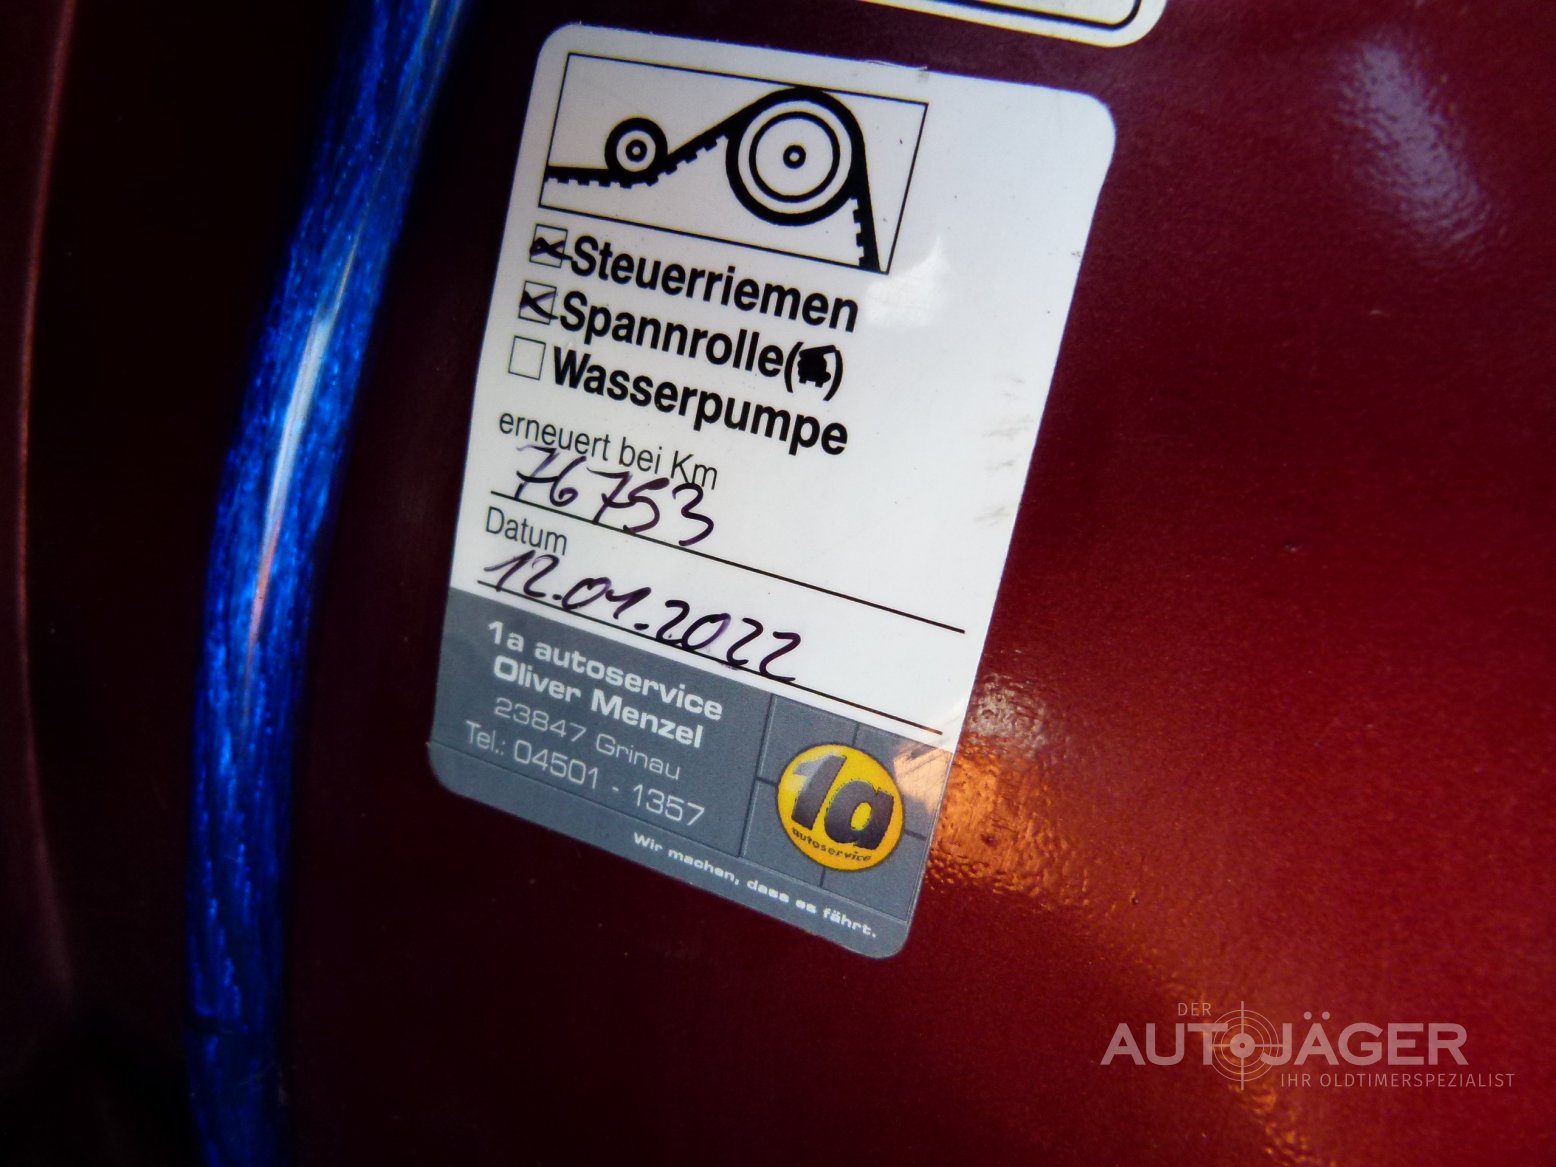 Steuerriemen
Spannrolle( )
Wasserpumpe
erneuert bei Km
76753
Datum
12.01.2022
1a autoservice
Oliver Menzel
23847 Grinau
Tel.: 04501 - 1357
1a
autoservice
Wir machen, dass es fährt.
DER
AUTOJÄGER
IHR OLDTIMERSPEZIALIST